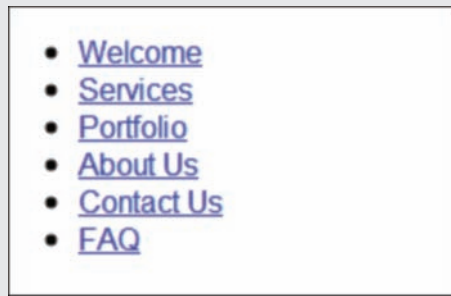 Welcome
Services
Portfolio
About Us
Contact Us
FAQ